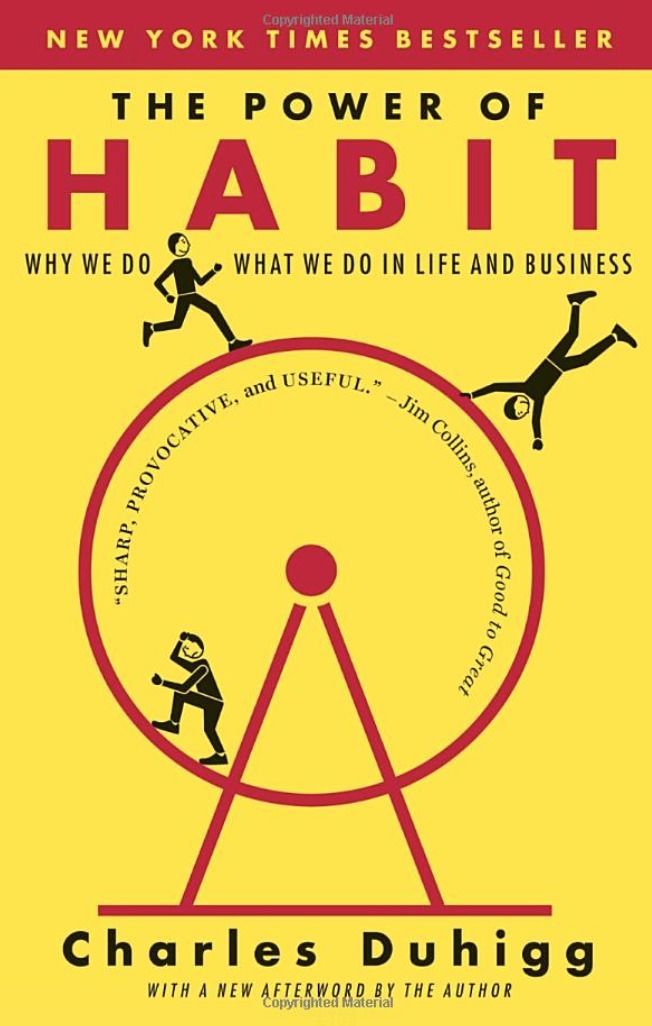 Copyrighted Material
NEW YORK TIMES BESTSELLER
THE POWER OF
HABIT
WHY WE DO WHAT WE DO IN LIFE AND BUSINESS
“SHARP, PROVOCATIVE, and USEFUL.” – Jim Collins, author of Good to Great
Charles Duhigg
WITH A NEW AFTERWORD BY THE AUTHOR
Copyrighted Material